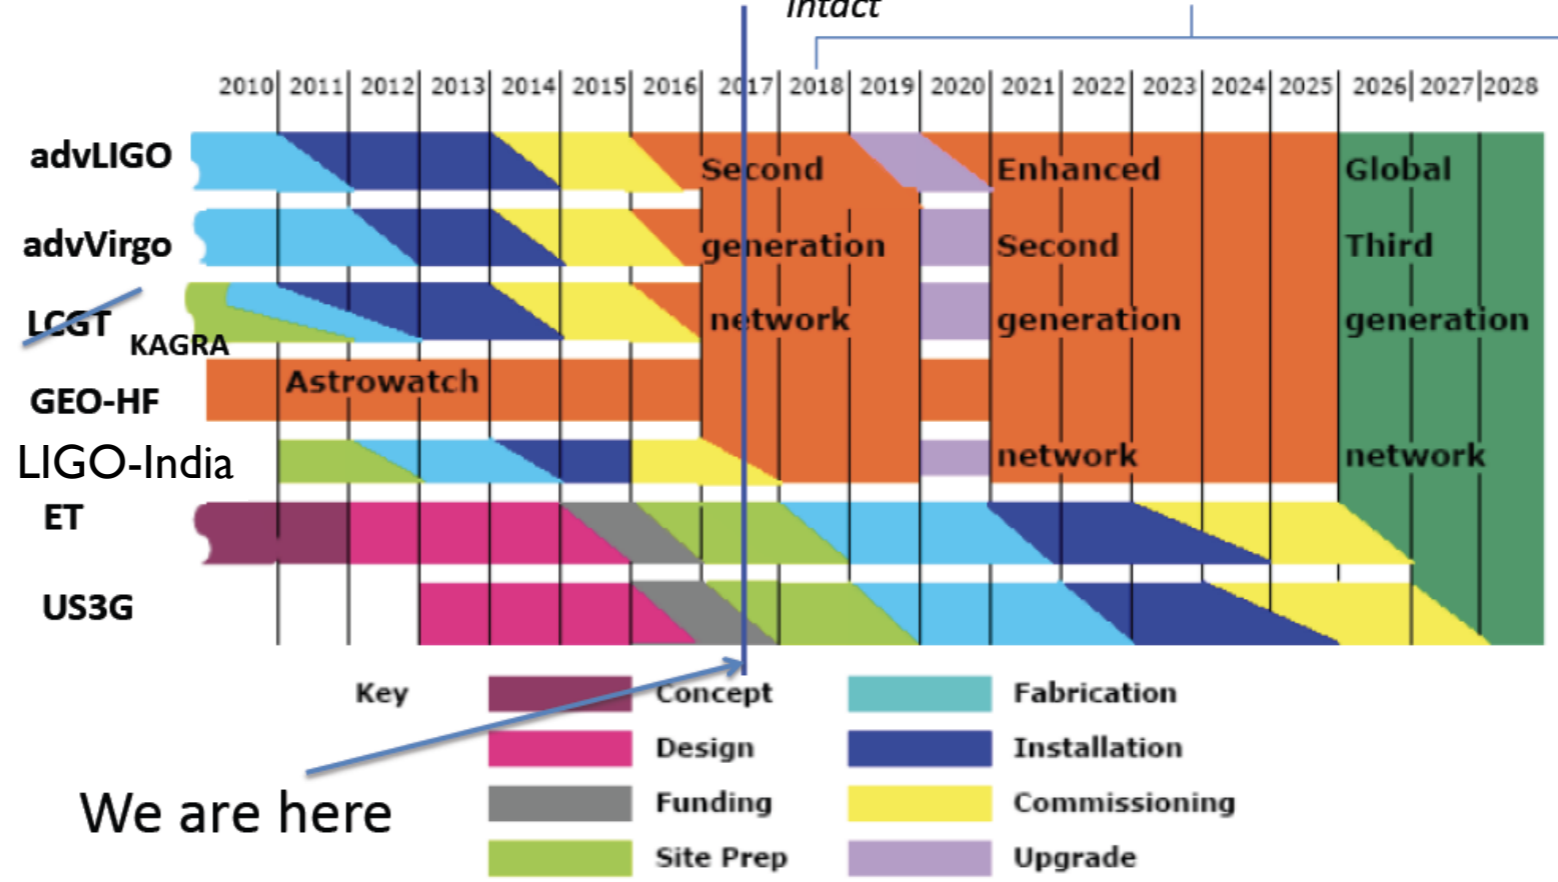 intact
2010 2011 2012 2013 2014 2015 2016 2017 2018 2019 2020 2021 2022 2023 2024 2025 2026 2027 2028
advLIGO Second Enhanced Global
advVirgo generation Second Third
LCGT network generation generation
KAGRA
GEO-HF Astrowatch
LIGO-India network network
ET
US3G
Key Concept Fabrication
Design Installation
Funding Commissioning
Site Prep Upgrade
We are here